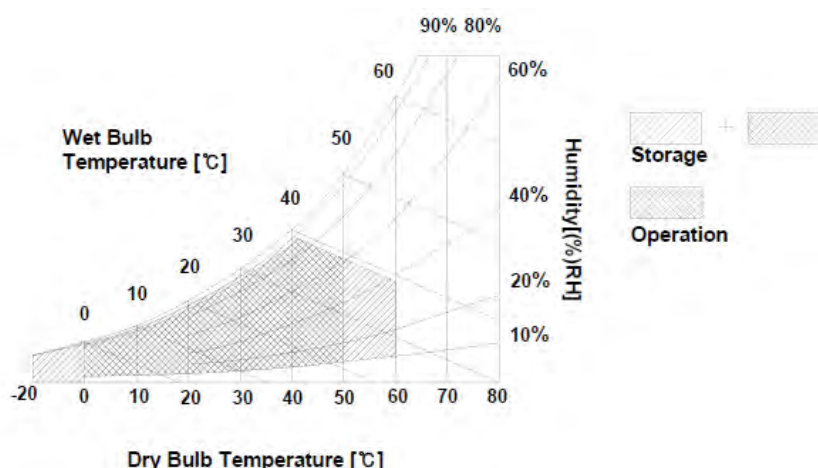 90% 80%
60
60%
Wet Bulb
Temperature [℃]
50
Storage
40
40%
Humidity[(%)RH]
30
Operation
20
10
20%
0
10%
-20 0 10 20 30 40 50 60 70 80
Dry Bulb Temperature [℃]